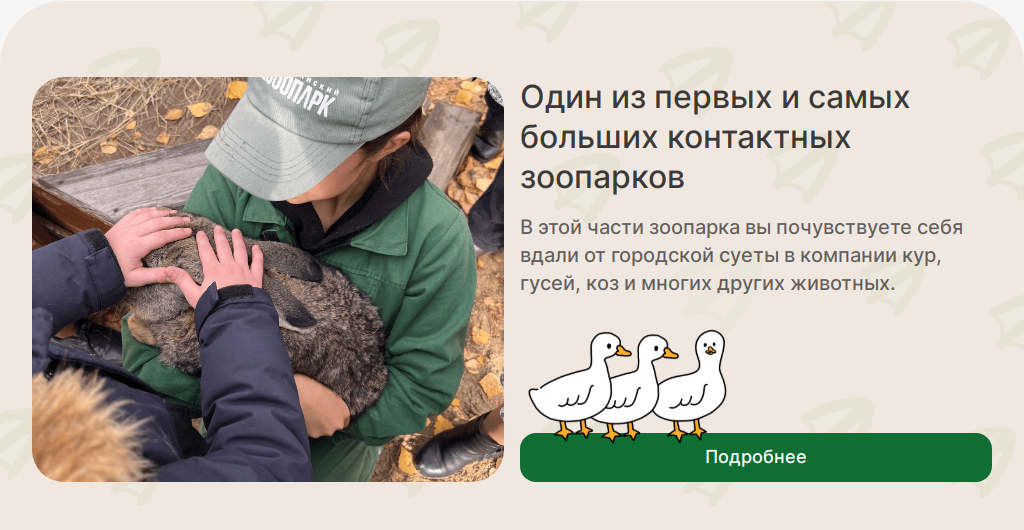 ЗООПАРК
Один из первых и самых
больших контактных
зоопарков
В этой части зоопарка вы почувствуете себя
вдали от городской суеты в компании кур,
гусей, коз и многих других животных.
Подробнее